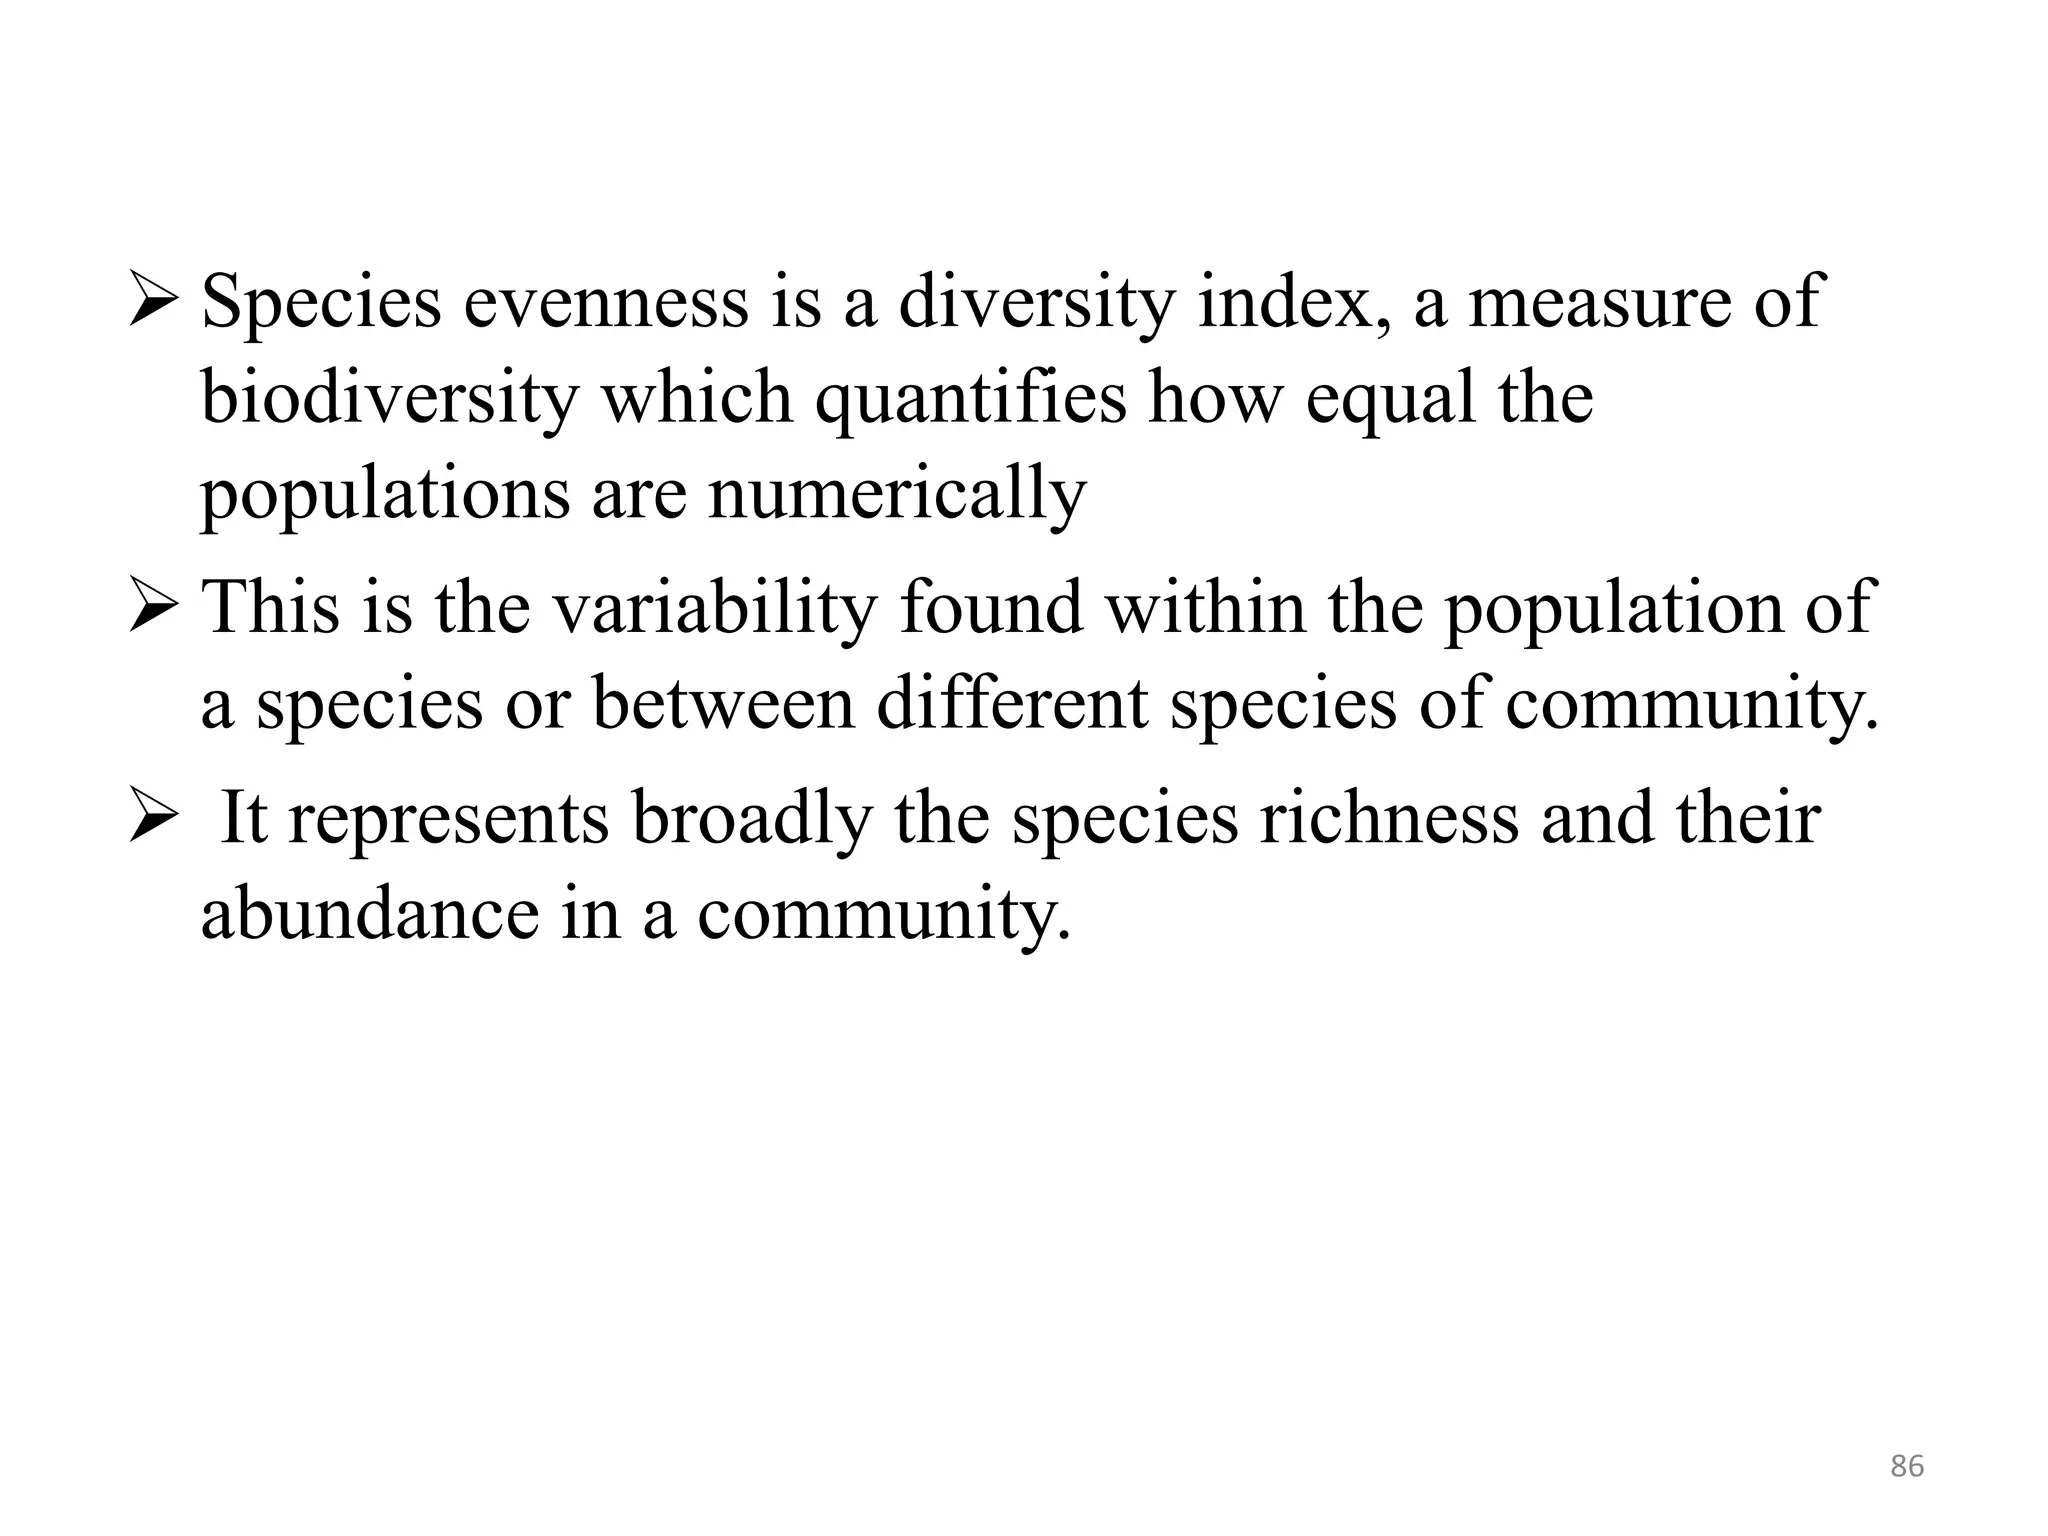 ➢ Species evenness is a diversity index, a measure of
biodiversity which quantifies how equal the
populations are numerically
➢ This is the variability found within the population of
a species or between different species of community.
➢ It represents broadly the species richness and their
abundance in a community.
86